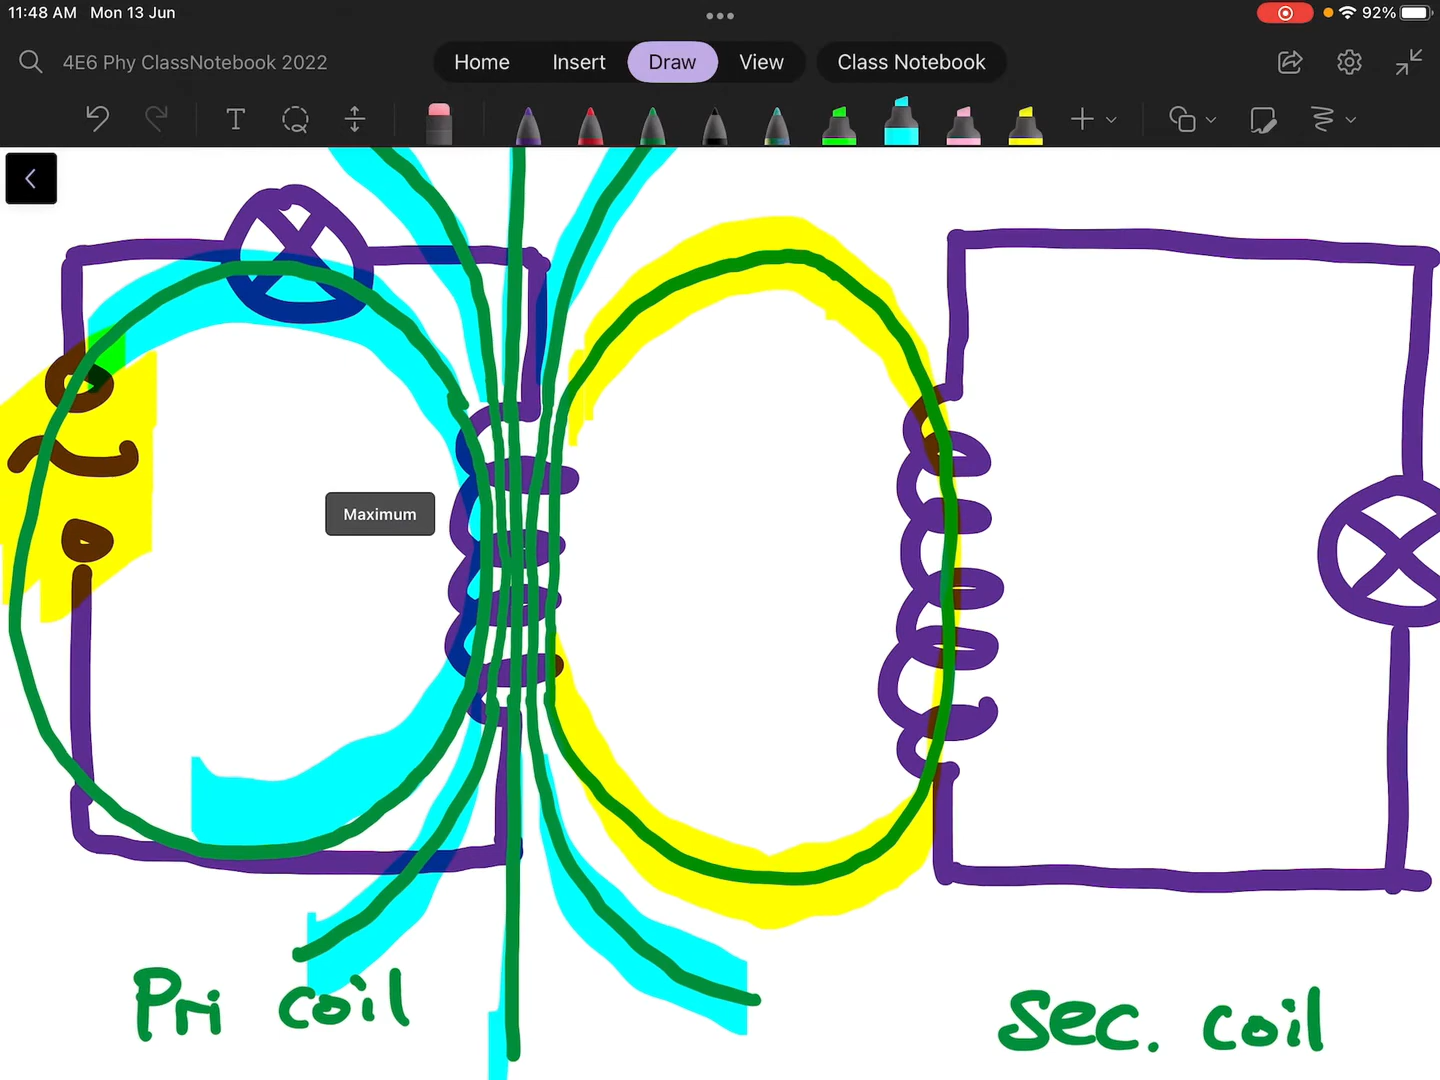 11:48 AM Mon 13 Jun
92%
4E6 Phy ClassNotebook 2022
Home Insert Draw View Class Notebook
T
Maximum
Pri coil
Sec. coil